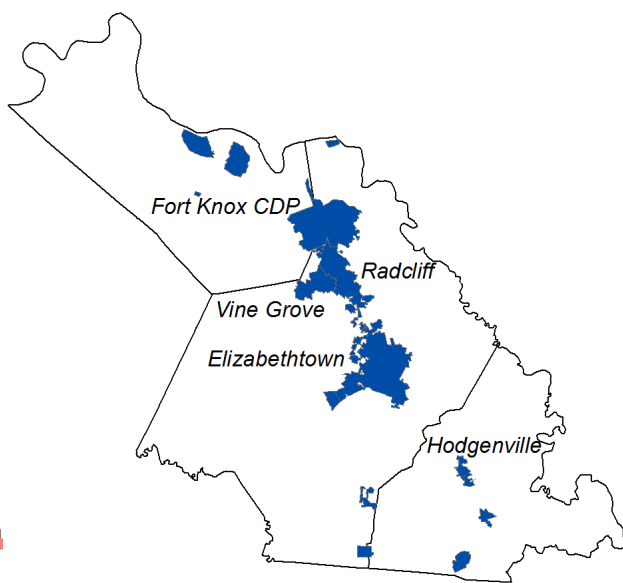 Fort Knox CDP
Radcliff
Vine Grove
Elizabethtown
Hodgenville